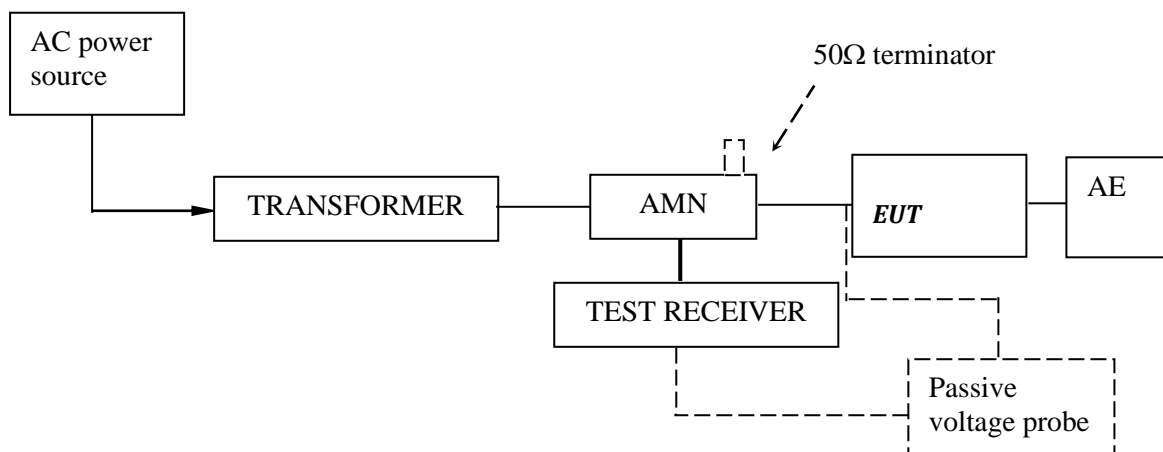 AC power
source
50Ω terminator
TRANSFORMER
AMN
EUT
AE
TEST RECEIVER
Passive
voltage probe